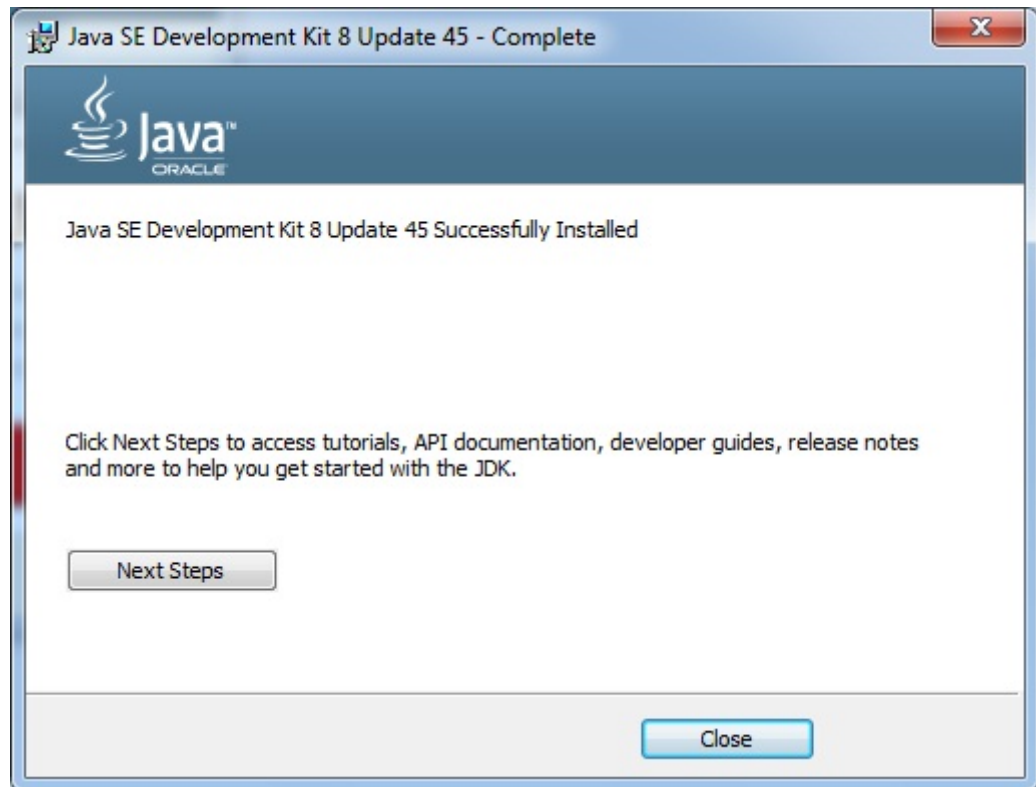 Java SE Development Kit 8 Update 45 - Complete
Java™
ORACLE
Java SE Development Kit 8 Update 45 Successfully Installed
Click Next Steps to access tutorials, API documentation, developer guides, release notes
and more to help you get started with the JDK.
Next Steps
Close